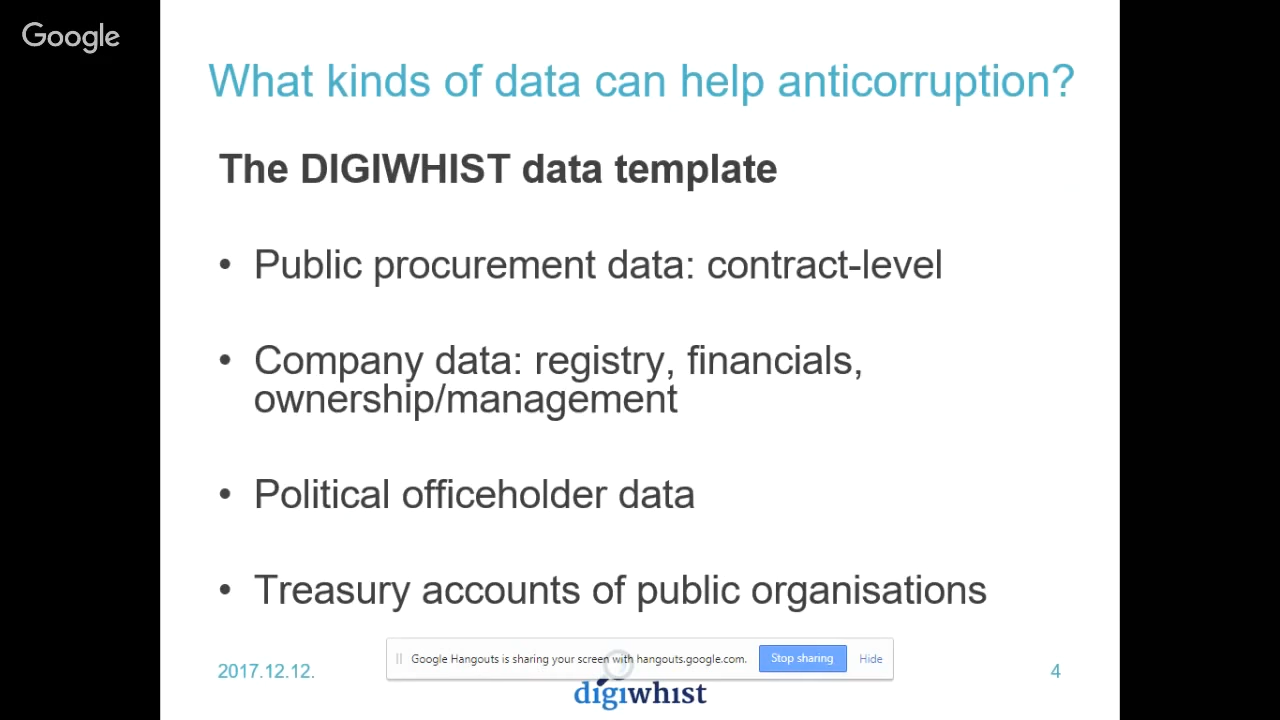 Google
What kinds of data can help anticorruption?
The DIGIWHIST data template
• Public procurement data: contract-level
• Company data: registry, financials,
ownership/management
• Political officeholder data
• Treasury accounts of public organisations
Google Hangouts is sharing your screen with hangouts.google.com.
Stop sharing
Hide
2017.12.12.
digiwhist
4